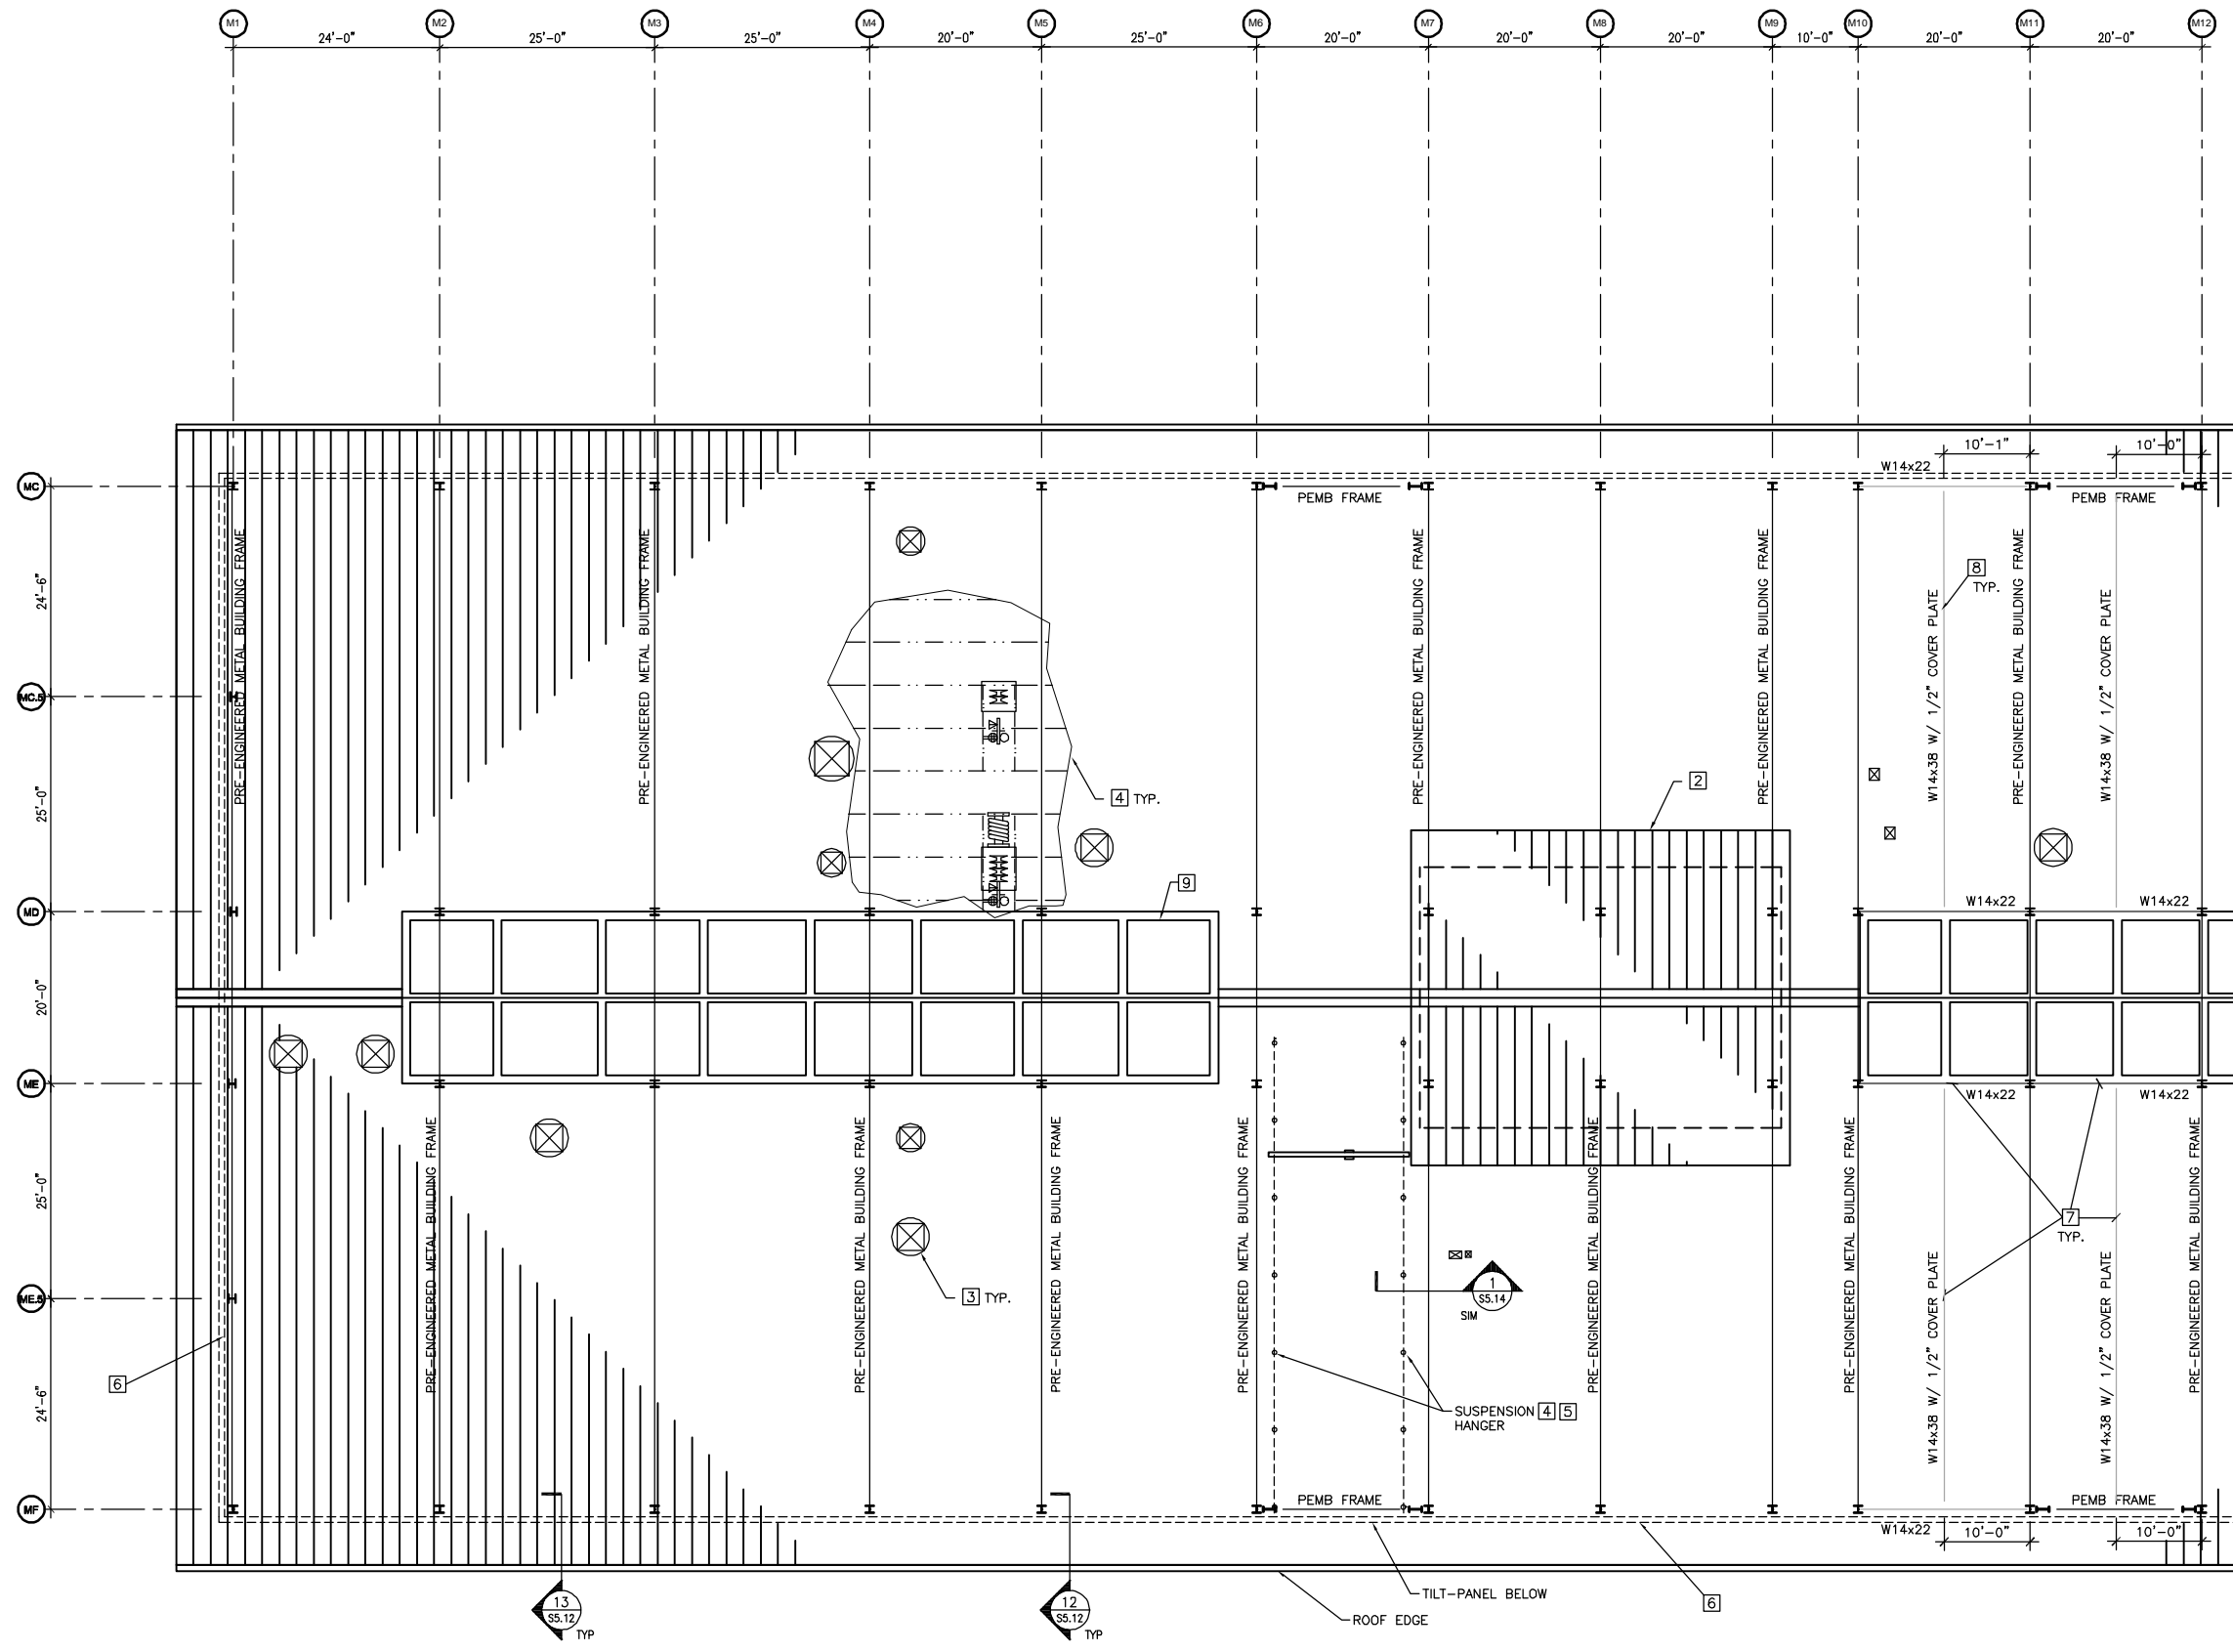 M1 M2 M3 M4 M5 M6 M7 M8 M9 M10 M11 M12
24'-0" 25'-0" 25'-0" 20'-0" 25'-0" 20'-0" 20'-0" 20'-0" 10'-0" 20'-0" 20'-0"
10'-1" 10'-0"
W14x22
MC
PEMB FRAME PEMB FRAME
24'-6"
PRE-ENGINEERED METAL BUILDING FRAME
PRE-ENGINEERED METAL BUILDING FRAME
PRE-ENGINEERED METAL BUILDING FRAME
PRE-ENGINEERED METAL BUILDING FRAME
W14x38 W/ 1/2" COVER PLATE
PRE-ENGINEERED METAL BUILDING FRAME
W14x38 W/ 1/2" COVER PLATE
8
TYP.
MC.5
25'-0"
2
4 TYP.
9
MD
W14x22 W14x22
20'-0"
ME
W14x22 W14x22
25'-0"
PRE-ENGINEERED METAL BUILDING FRAME
PRE-ENGINEERED METAL BUILDING FRAME
PRE-ENGINEERED METAL BUILDING FRAME
PRE-ENGINEERED METAL BUILDING FRAME
PRE-ENGINEERED METAL BUILDING FRAME
PRE-ENGINEERED METAL BUILDING FRAME
W14x38 W/ 1/2" COVER PLATE
W14x38 W/ 1/2" COVER PLATE
PRE-ENGINEERED METAL BUILDING FRAME
7
TYP.
3 TYP.
1
S5.14
SIM
ME.5
6
24'-6"
SUSPENSION 4 5
HANGER
MF
PEMB FRAME PEMB FRAME
W14x22
10'-0" 10'-0"
TILT-PANEL BELOW
6
ROOF EDGE
13
S5.12
TYP
12
S5.12
TYP